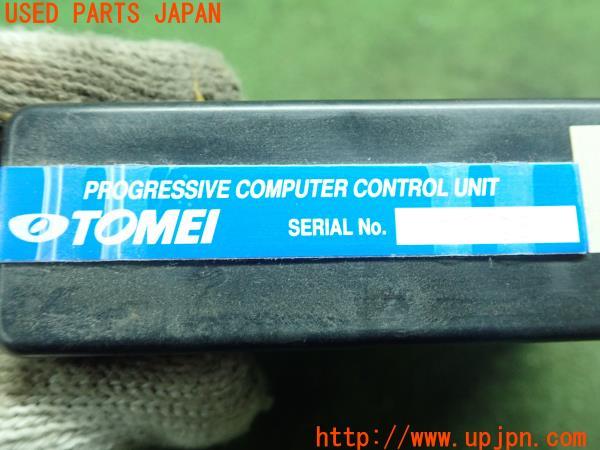 USED PARTS JAPAN
PROGRESSIVE COMPUTER CONTROL UNIT
TOMEI
SERIAL No.
http://www.upjpn.com/